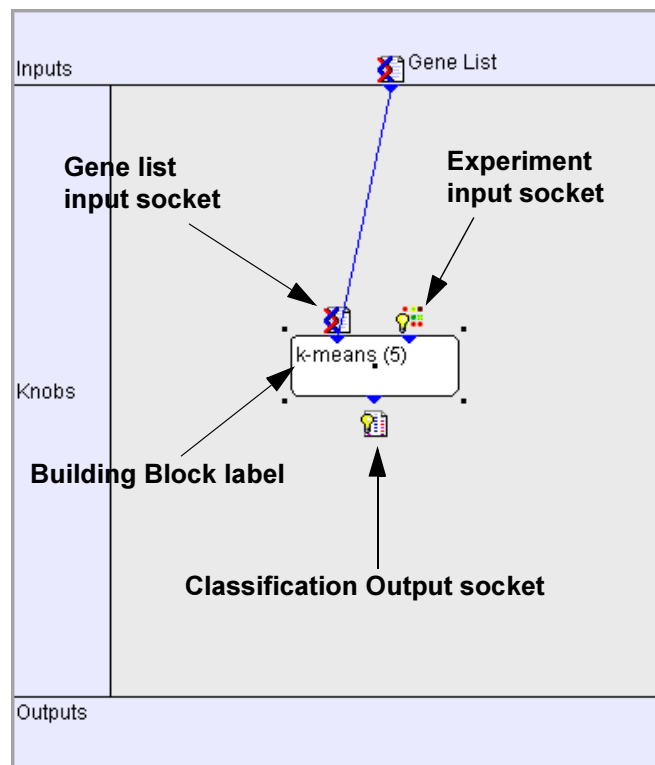 Inputs
Gene List
Gene list
input socket
Experiment
input socket
k-means (5)
Knobs
Building Block label
Classification Output socket
Outputs